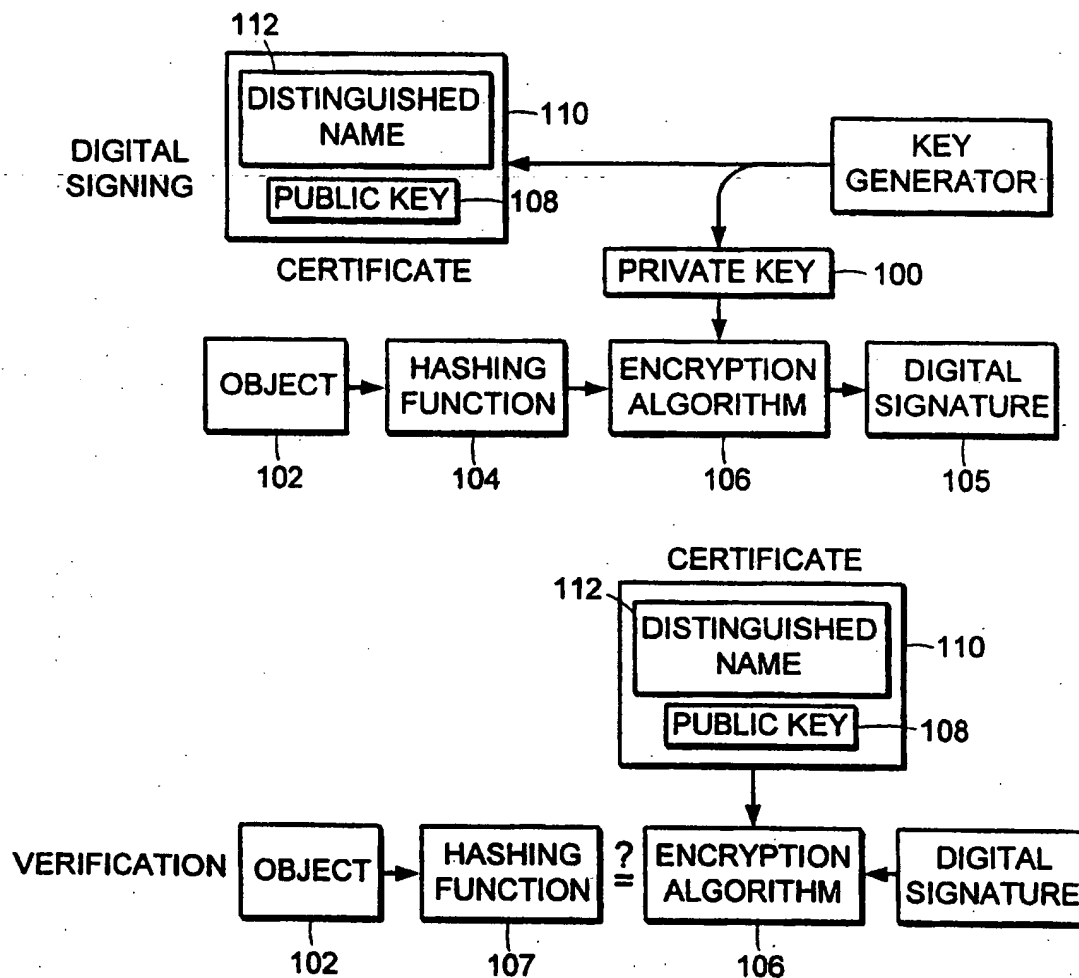 112
DISTINGUISHED
NAME
110
DIGITAL
SIGNING
KEY
GENERATOR
PUBLIC KEY
108
CERTIFICATE
PRIVATE KEY
100
OBJECT
HASHING
FUNCTION
ENCRYPTION
ALGORITHM
DIGITAL
SIGNATURE
102
104
106
105
CERTIFICATE
112
DISTINGUISHED
NAME
110
PUBLIC KEY
108
VERIFICATION
OBJECT
HASHING
FUNCTION
?
=
ENCRYPTION
ALGORITHM
DIGITAL
SIGNATURE
102
107
106